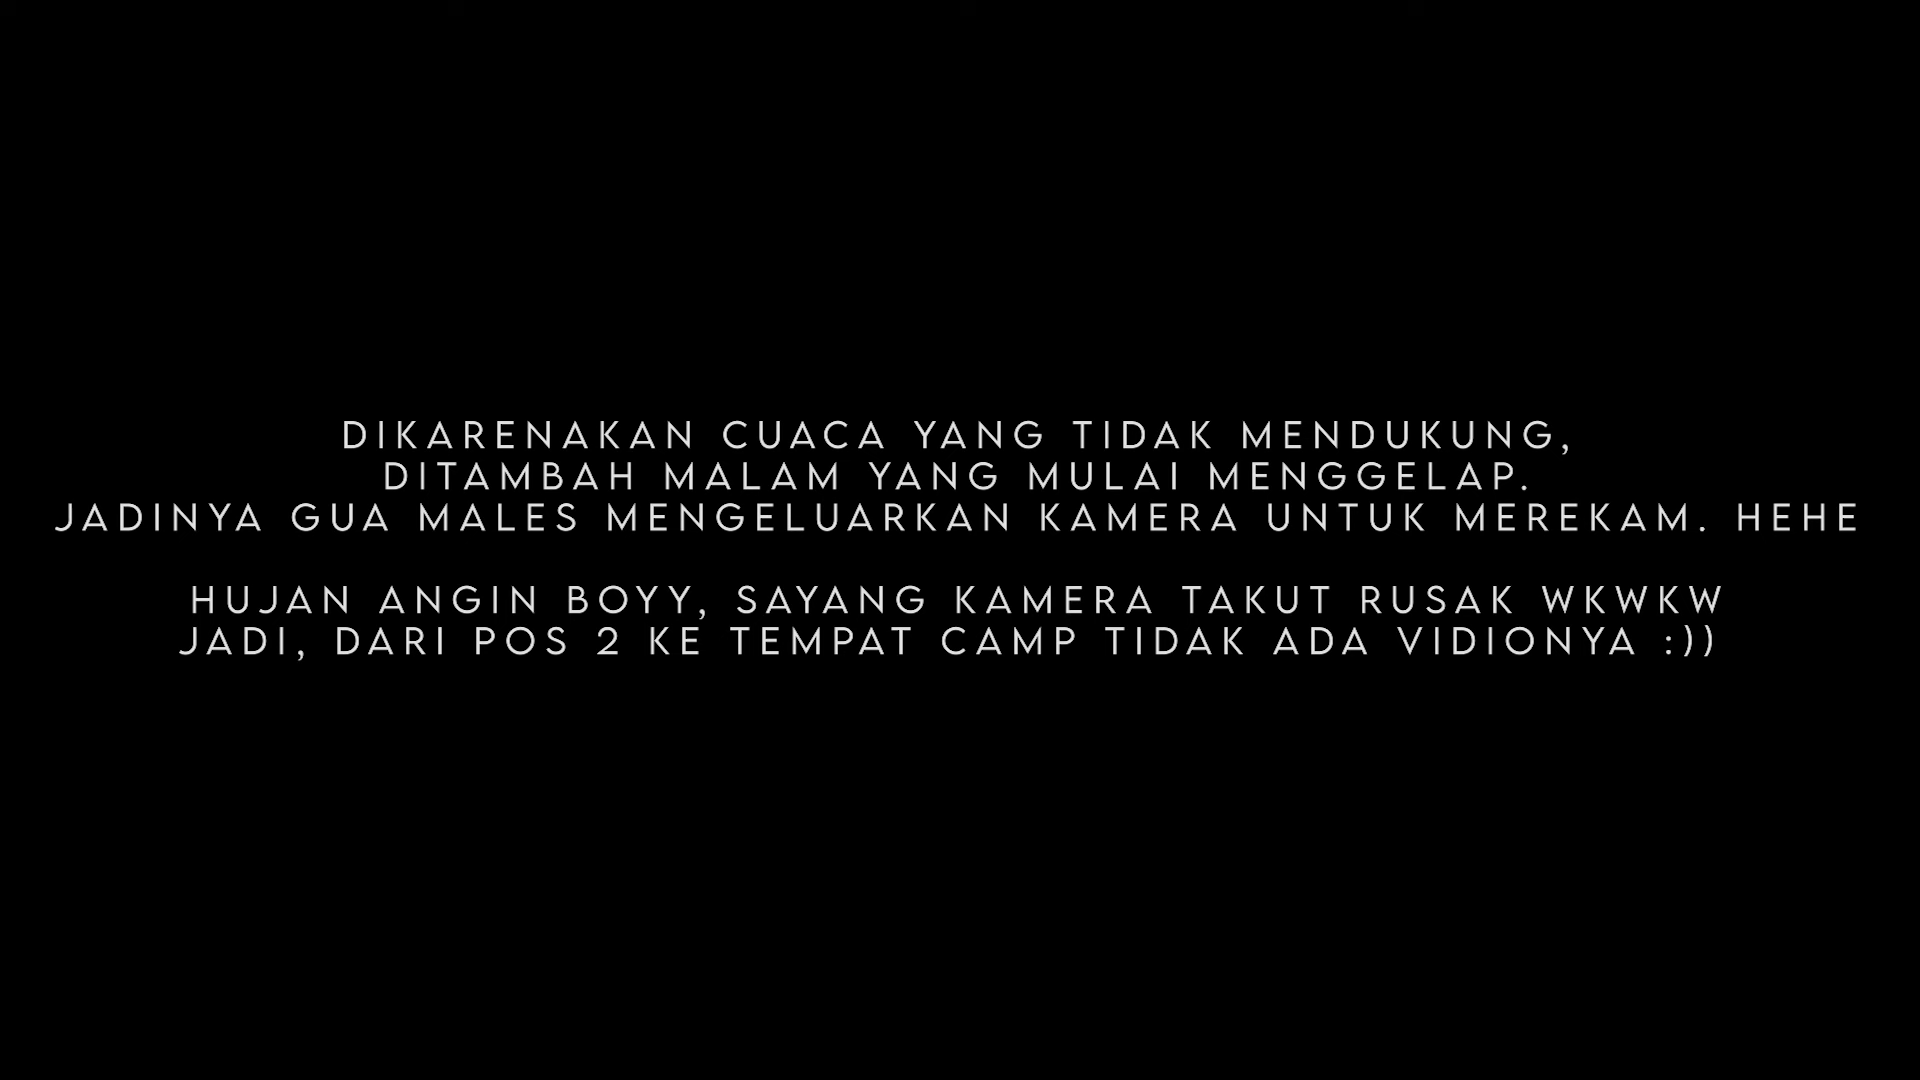 DIKARENAKAN CUACA YANG TIDAK MENDUKUNG,
DITAMBAH MALAM YANG MULAI MENGGELAP.
JADINYA GUA MALES MENGELUARKAN KAMERA UNTUK MEREKAM. HEHE
HUJAN ANGIN BOYY, SAYANG KAMERA TAKUT RUSAK WKWKW
JADI, DARI POS 2 KE TEMPAT CAMP TIDAK ADA VIDIONYA :))